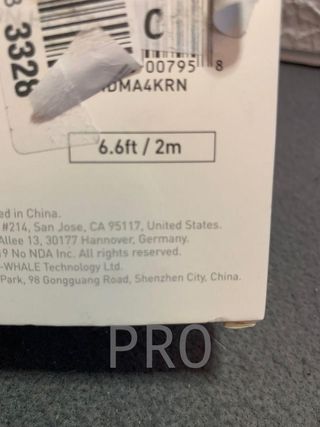 3328
C
00795 8
DMA4KRN
6.6ft / 2m
ed in China.
#214, San Jose, CA 95117, United States.
Allee 13, 30177 Hannover, Germany.
9 No NDA Inc. All rights reserved.
-WHALE Technology Ltd.
Park, 98 Gongguang Road, Shenzhen City, China.
PRO